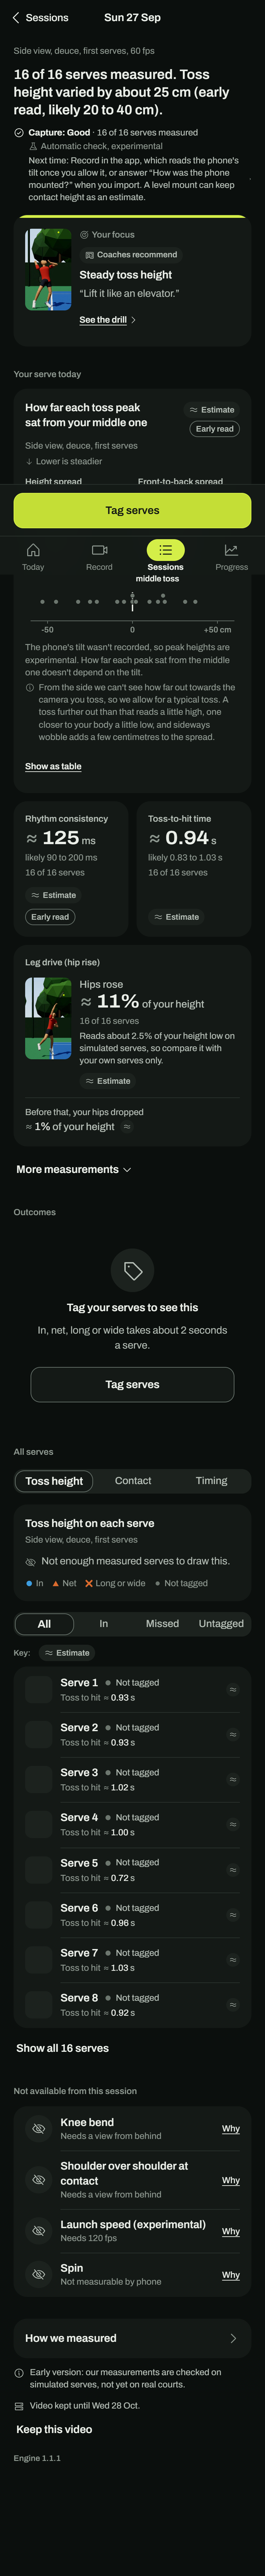 Sessions
Sun 27 Sep
Side view, deuce, first serves, 60 fps
16 of 16 serves measured. Toss
height varied by about 25 cm (early
read, likely 20 to 40 cm).
Capture: Good · 16 of 16 serves measured
Automatic check, experimental
Next time: Record in the app, which reads the phone's
tilt once you allow it, or answer “How was the phone
mounted?” when you import. A level mount can keep
contact height as an estimate.
Your focus
Coaches recommend
Steady toss height
“Lift it like an elevator.”
See the drill
Your serve today
How far each toss peak
sat from your middle one
≈ Estimate
Early read
Side view, deuce, first serves
↓ Lower is steadier
Height spread
Front-to-back spread
Tag serves
Today
Record
Sessions
Progress
middle toss
-50
0
+50 cm
The phone's tilt wasn't recorded, so peak heights are
experimental. How far each peak sat from the middle
one doesn't depend on the tilt.
From the side we can't see how far out towards the
camera you toss, so we allow for a typical toss. A
toss further out than that reads a little high, one
closer to your body a little low, and sideways
wobble adds a few centimetres to the spread.
Show as table
Rhythm consistency
≈ 125 ms
likely 90 to 200 ms
16 of 16 serves
≈ Estimate
Early read
Toss-to-hit time
≈ 0.94 s
likely 0.83 to 1.03 s
16 of 16 serves
≈ Estimate
Leg drive (hip rise)
Hips rose
≈ 11% of your height
16 of 16 serves
Reads about 2.5% of your height low on
simulated serves, so compare it with
your own serves only.
≈ Estimate
Before that, your hips dropped
≈ 1% of your height ≈
More measurements
Outcomes
Tag your serves to see this
In, net, long or wide takes about 2 seconds
a serve.
Tag serves
All serves
Toss height
Contact
Timing
Toss height on each serve
Side view, deuce, first serves
Not enough measured serves to draw this.
In
Net
Long or wide
Not tagged
All
In
Missed
Untagged
Key: ≈ Estimate
Serve 1 Not tagged
Toss to hit ≈ 0.93 s ≈
Serve 2 Not tagged
Toss to hit ≈ 0.93 s ≈
Serve 3 Not tagged
Toss to hit ≈ 1.02 s ≈
Serve 4 Not tagged
Toss to hit ≈ 1.00 s ≈
Serve 5 Not tagged
Toss to hit ≈ 0.72 s ≈
Serve 6 Not tagged
Toss to hit ≈ 0.96 s ≈
Serve 7 Not tagged
Toss to hit ≈ 1.03 s ≈
Serve 8 Not tagged
Toss to hit ≈ 0.92 s ≈
Show all 16 serves
Not available from this session
Knee bend
Needs a view from behind
Why
Shoulder over shoulder at
contact
Needs a view from behind
Why
Launch speed (experimental)
Needs 120 fps
Why
Spin
Not measurable by phone
Why
How we measured
Early version: our measurements are checked on
simulated serves, not yet on real courts.
Video kept until Wed 28 Oct.
Keep this video
Engine 1.1.1